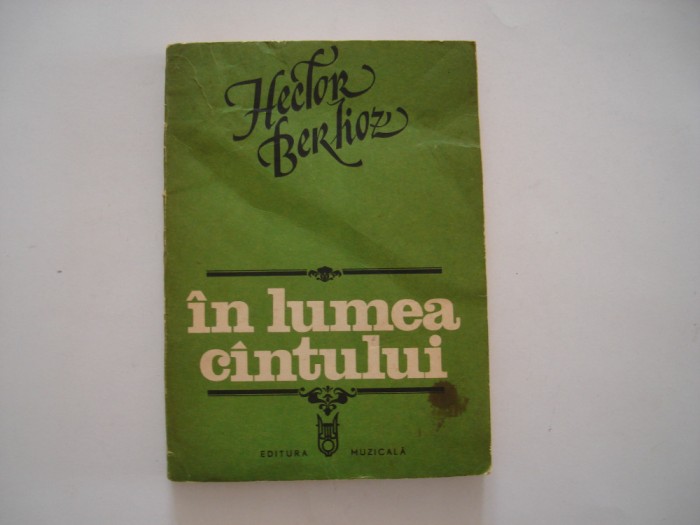 Hector
Berlioz
în lumea
cîntului
EDITURA MUZICALĂ